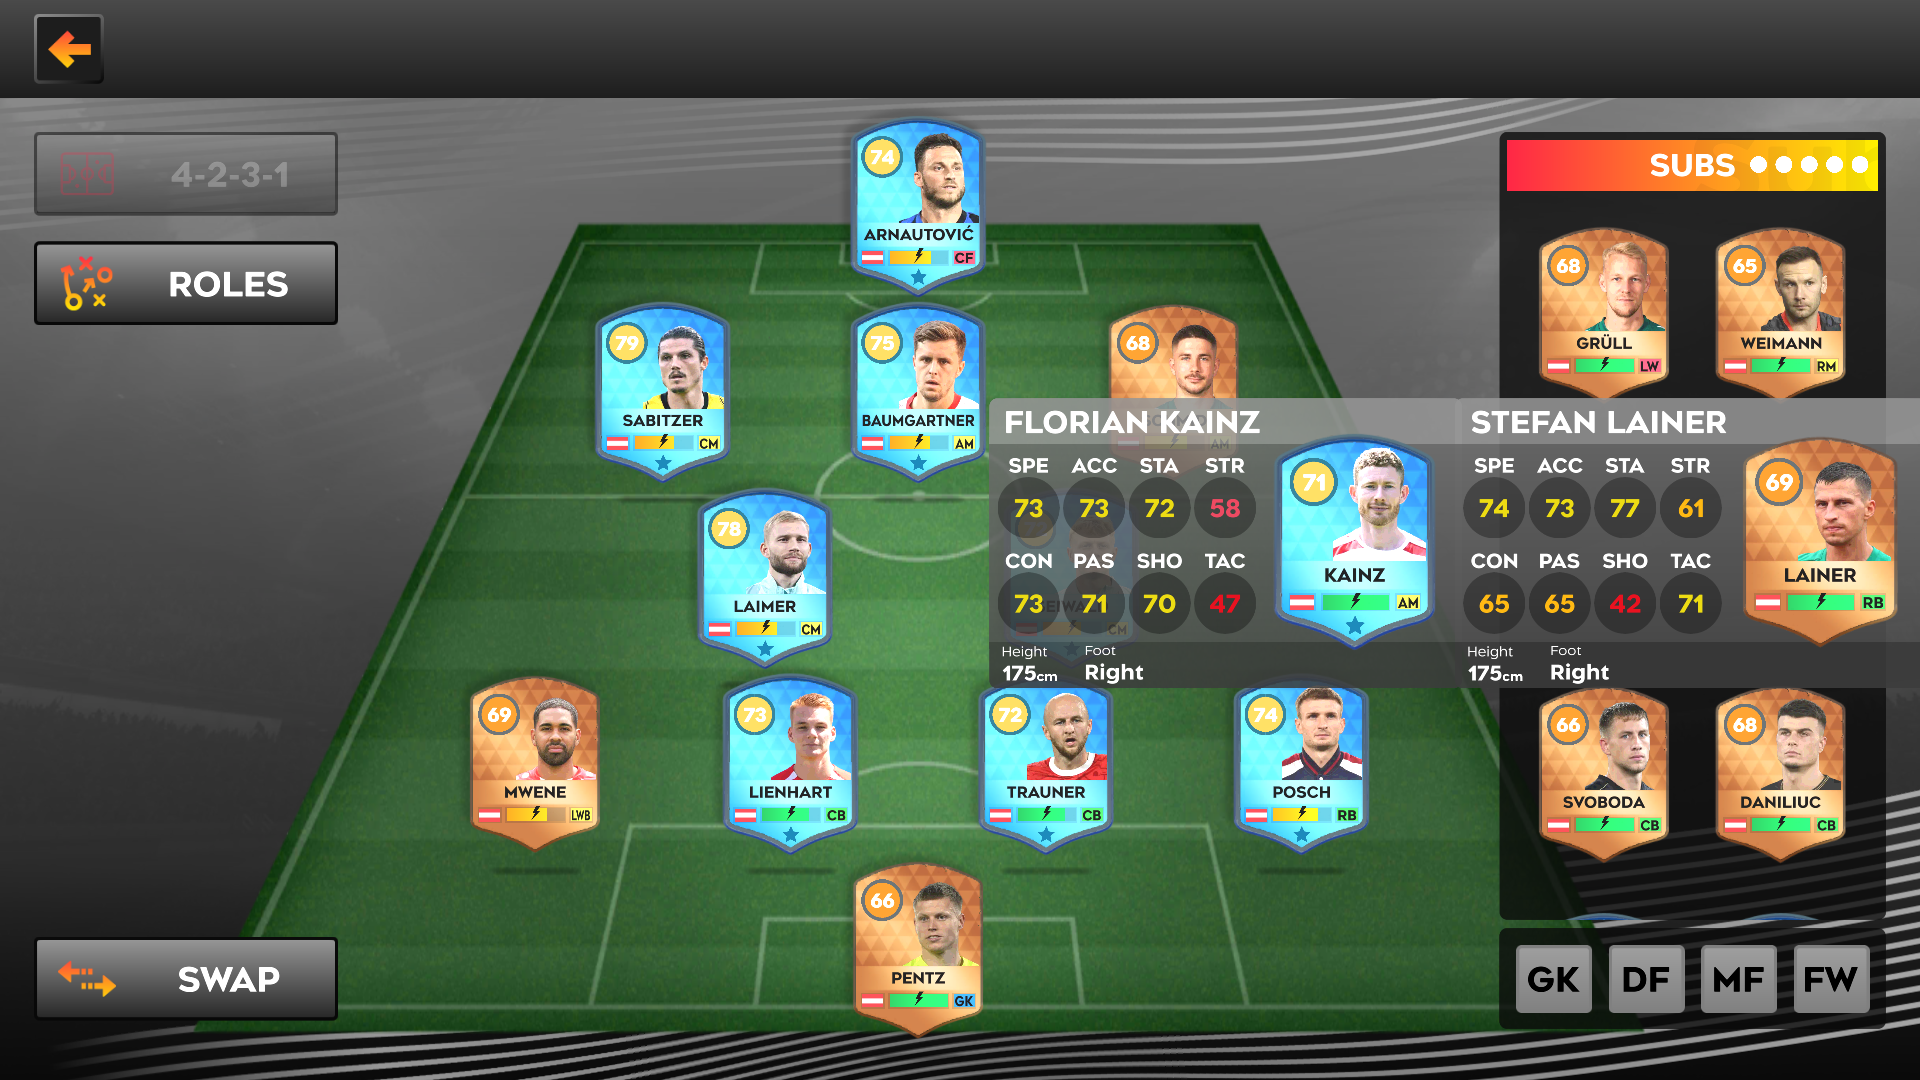 4-2-3-1
ROLES
SWAP
74
ARNAUTOVIĆ
CF
79
SABITZER
CM
75
BAUMGARTNER
AM
68
AM
78
LAIMER
CM
CM
69
MWENE
LWB
73
LIENHART
CB
72
TRAUNER
CB
74
POSCH
RB
66
PENTZ
GK
SUBS
68
GRÜLL
LW
65
WEIMANN
RM
FLORIAN KAINZ
SPE ACC STA STR
73 73 72 58
CON PAS SHO TAC
73 71 70 47
Height Foot
175cm Right
71
KAINZ
AM
STEFAN LAINER
SPE ACC STA STR
74 73 77 61
CON PAS SHO TAC
65 65 42 71
Height Foot
175cm Right
69
LAINER
RB
66
SVOBODA
CB
68
DANILIUC
CB
GK DF MF FW